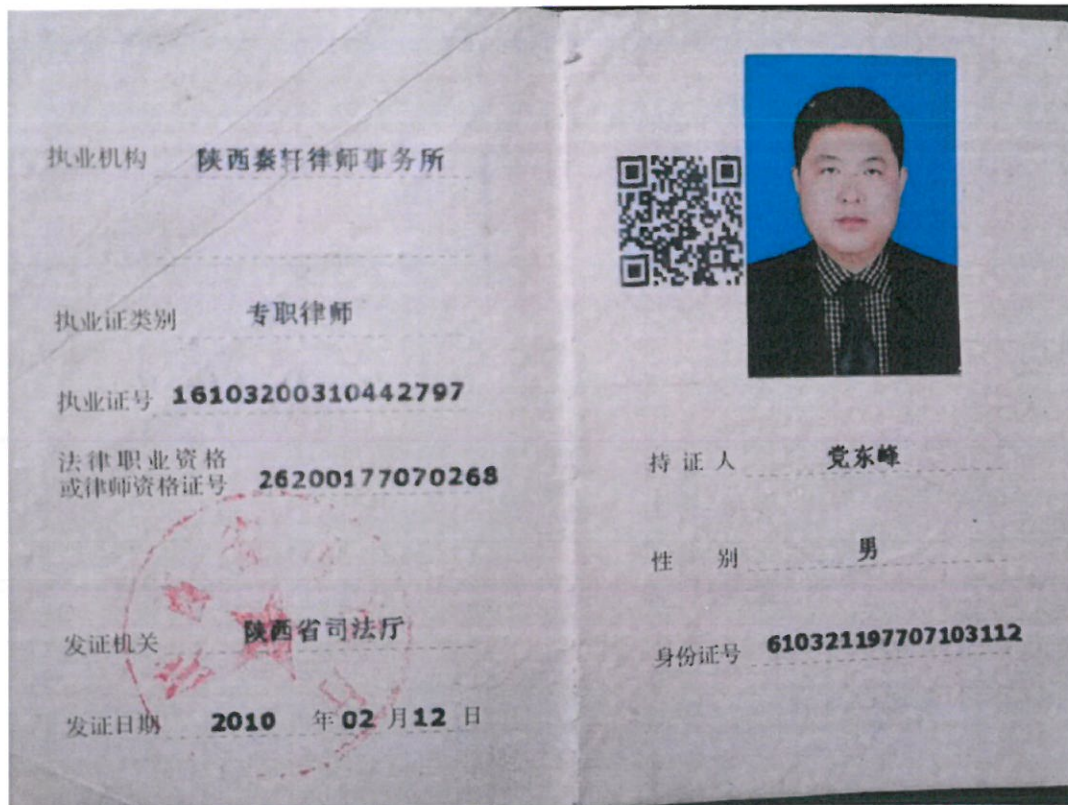 执业机构 陕西秦轩律师事务所
执业证类别 专职律师
执业证号 16103200310442797
法律职业资格
或律师资格证号 26200177070268
发证机关 陕西省司法厅
发证日期 2010 年 02 月 12 日
持证人 党东峰
性别 男
身份证号 610321197707103112